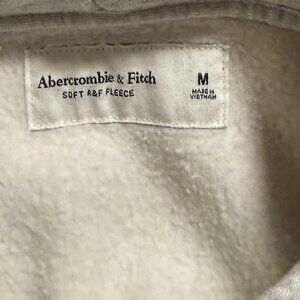 Abercrombie & Fitch
SOFT A&F FLEECE
M
MADE IN
VIETNAM